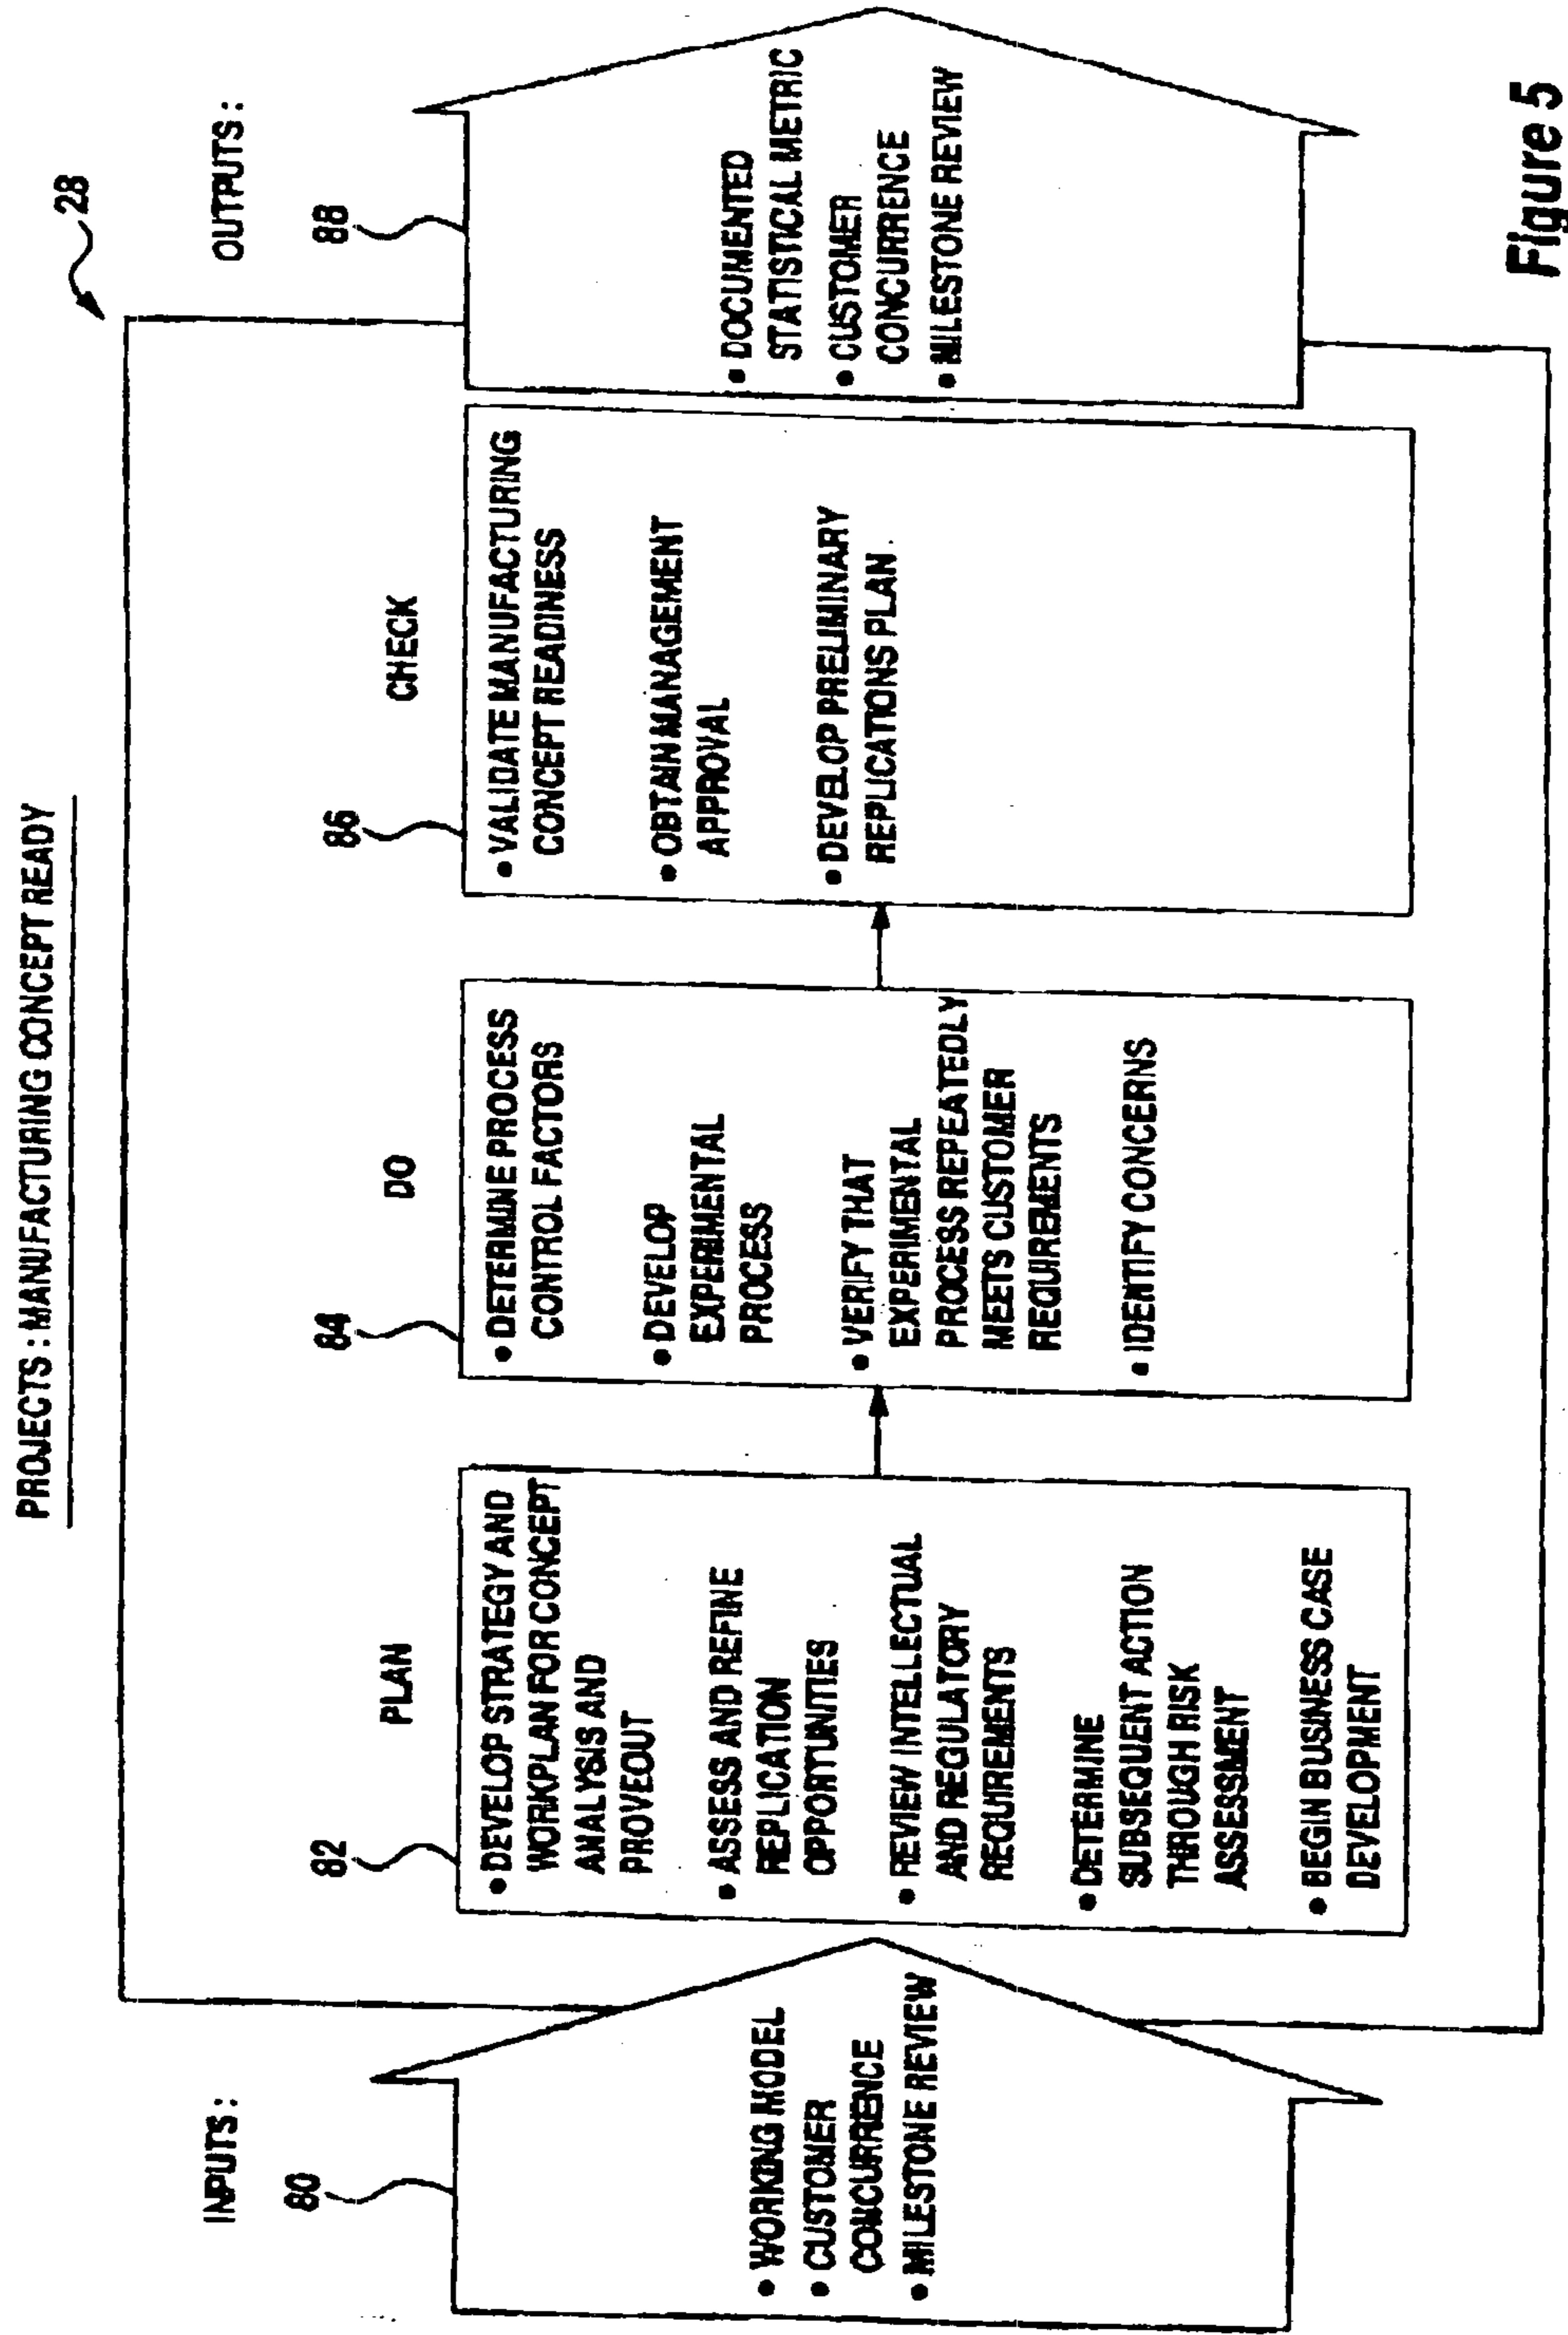 PROJECTS : MANUFACTURING CONCEPT READY
28
INPUTS :
80
• WORKING MODEL
• CUSTOMER
CONCURRENCE
• MILESTONE REVIEW
PLAN
82
• DEVELOP STRATEGY AND
WORKPLAN FOR CONCEPT
ANALYSIS AND
PROVEOUT
• ASSESS AND REFINE
REPLICATION
OPPORTUNITIES
• REVIEW INTELLECTUAL
AND REGULATORY
REQUIREMENTS
• DETERMINE
SUBSEQUENT ACTION
THROUGH RISK
ASSESSMENT
• BEGIN BUSINESS CASE
DEVELOPMENT
DO
84
• DETERMINE PROCESS
CONTROL FACTORS
• DEVELOP
EXPERIMENTAL
PROCESS
• VERIFY THAT
EXPERIMENTAL
PROCESS REPEATEDLY
MEETS CUSTOMER
REQUIREMENTS
• IDENTIFY CONCERNS
CHECK
86
• VALIDATE MANUFACTURING
CONCEPT READINESS
• OBTAIN MANAGEMENT
APPROVAL
• DEVELOP PRELIMINARY
REPLICATIONS PLAN
OUTPUTS :
88
• DOCUMENTED
STATISTICAL METRIC
• CUSTOMER
CONCURRENCE
• MILESTONE REVIEW
Figure 5